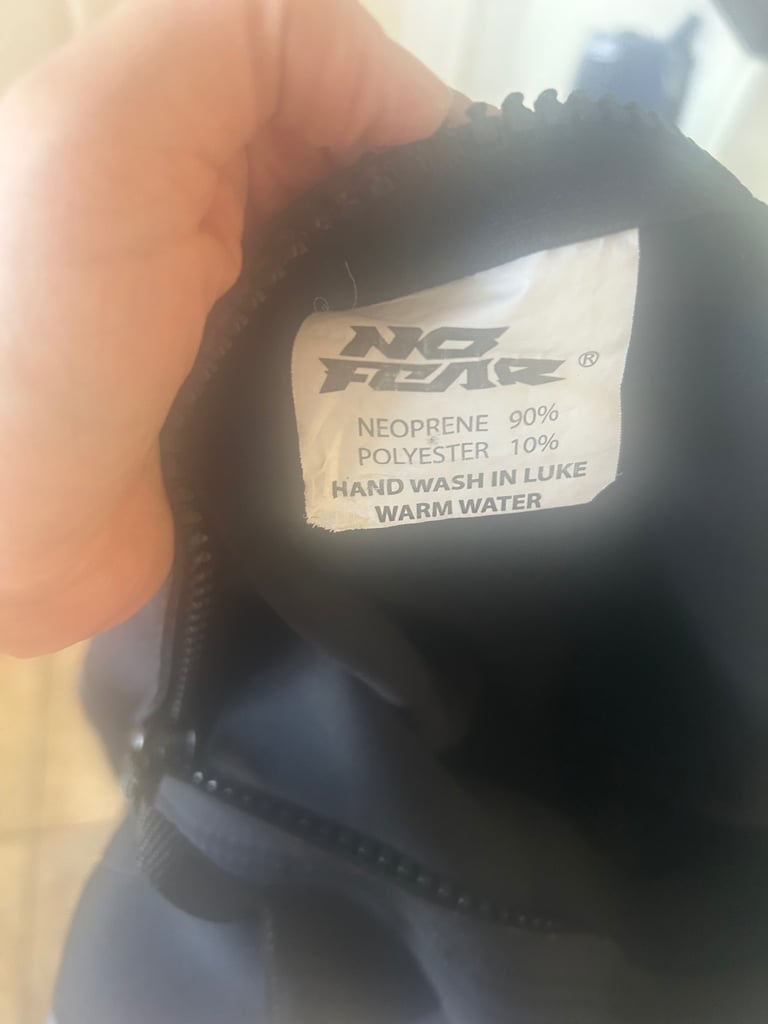 NO
FEAR ®
NEOPRENE 90%
POLYESTER 10%
HAND WASH IN LUKE
WARM WATER